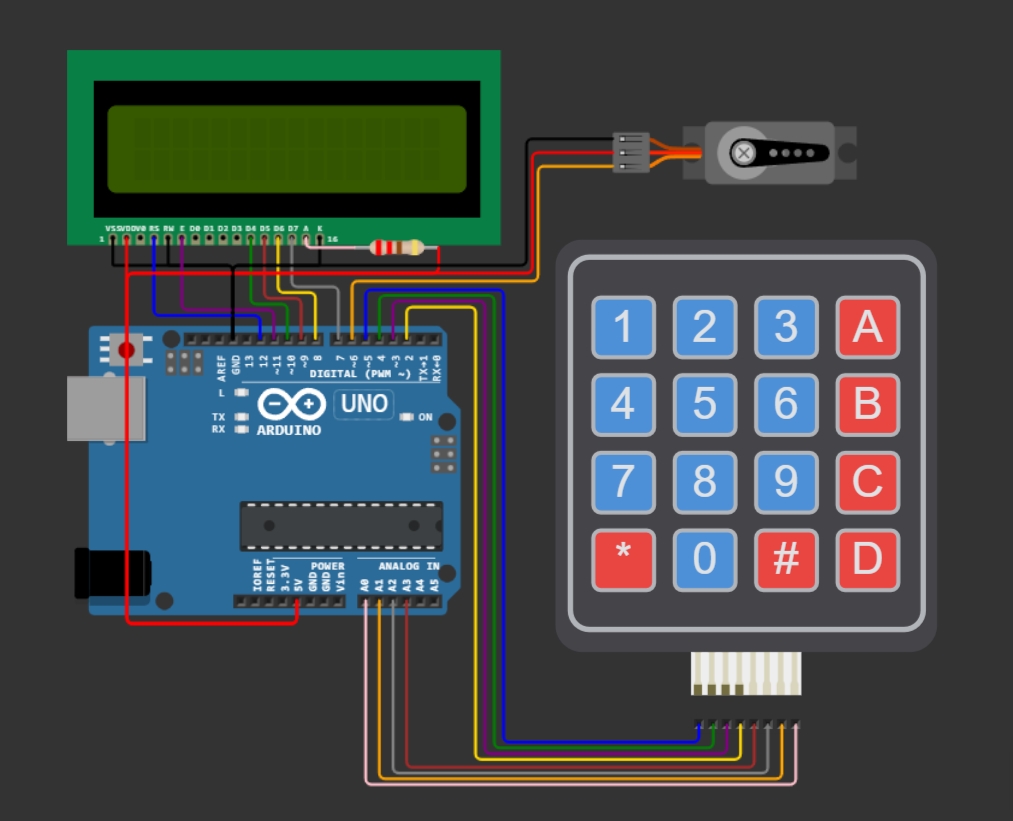 VSS VDD V0 RS RW E D0 D1 D2 D3 D4 D5 D6 D7 A K
1 16
1 2 3 A
4 5 6 B
7 8 9 C
* 0 # D
AREF GND 13 12 ~11 ~10 ~9 8 7 ~6 ~5 4 ~3 2 TX→1 RX←0
DIGITAL (PWM ~)
L
TX
RX
UNO
ON
ARDUINO
POWER
ANALOG IN
IOREF RESET 3.3V 5V GND GND Vin A0 A1 A2 A3 A4 A5